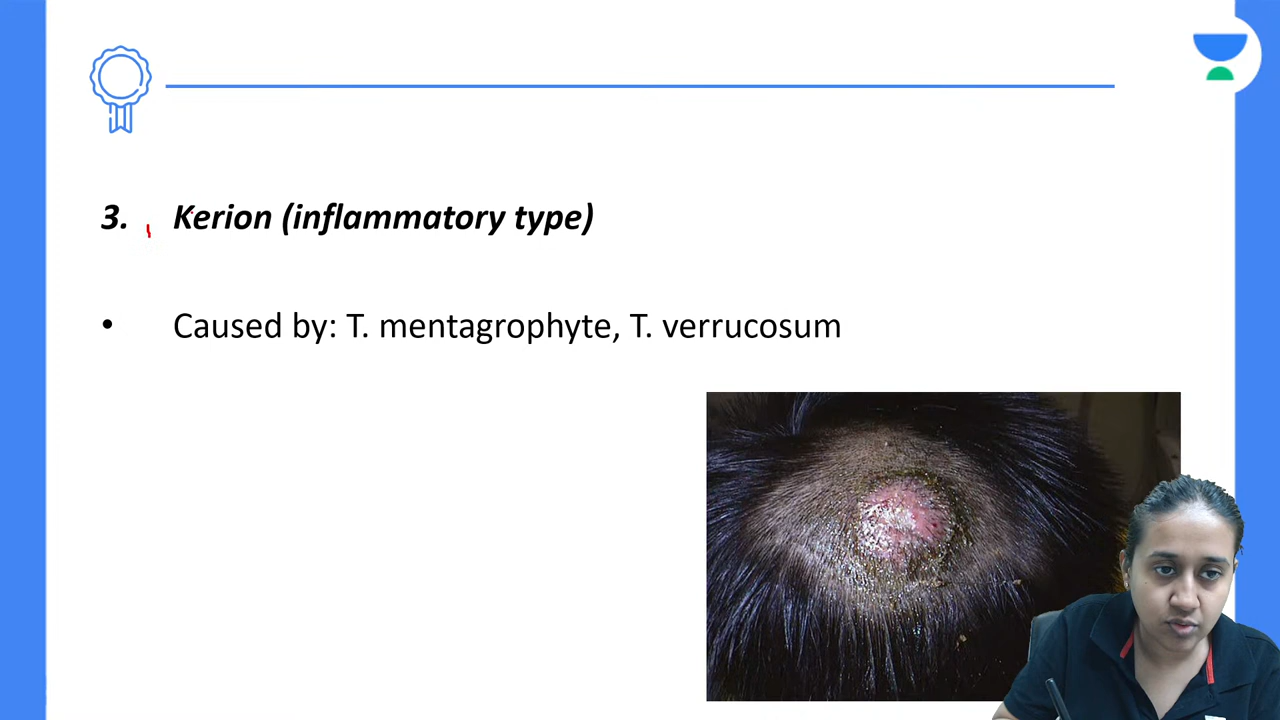 3. Kerion (inflammatory type)
• Caused by: T. mentagrophyte, T. verrucosum